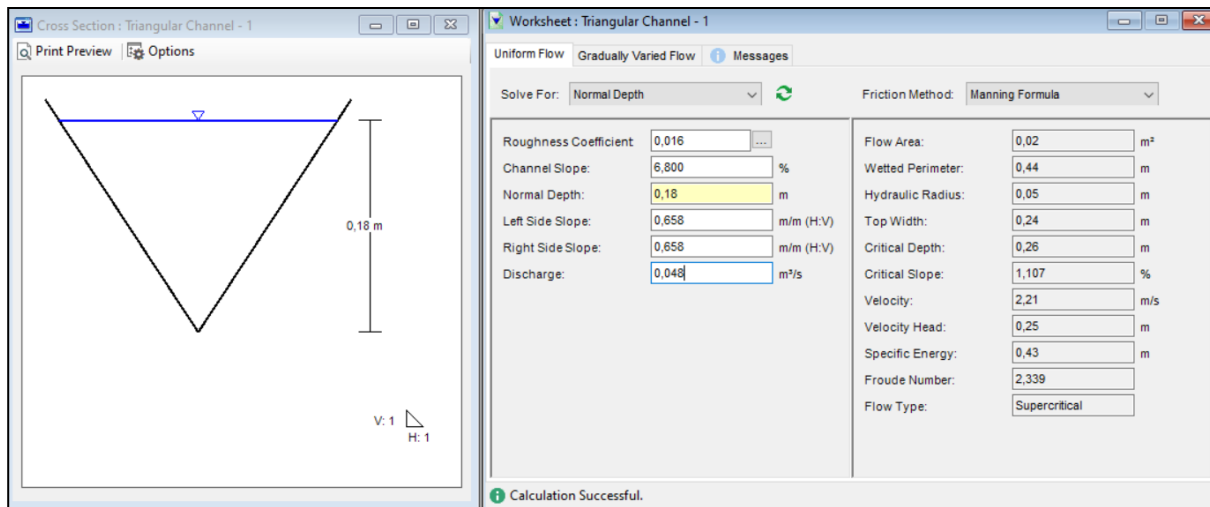 Cross Section : Triangular Channel - 1
Print Preview Options
0,18 m
V: 1
H: 1
Worksheet : Triangular Channel - 1
Uniform Flow Gradually Varied Flow Messages
Solve For: Normal Depth Friction Method: Manning Formula
Roughness Coefficient 0,016 ...
Channel Slope: 6,800 %
Normal Depth: 0,18 m
Left Side Slope: 0,658 m/m (H:V)
Right Side Slope: 0,658 m/m (H:V)
Discharge: 0,048 m³/s
Flow Area: 0,02 m²
Wetted Perimeter: 0,44 m
Hydraulic Radius: 0,05 m
Top Width: 0,24 m
Critical Depth: 0,26 m
Critical Slope: 1,107 %
Velocity: 2,21 m/s
Velocity Head: 0,25 m
Specific Energy: 0,43 m
Froude Number: 2,339
Flow Type: Supercritical
Calculation Successful.